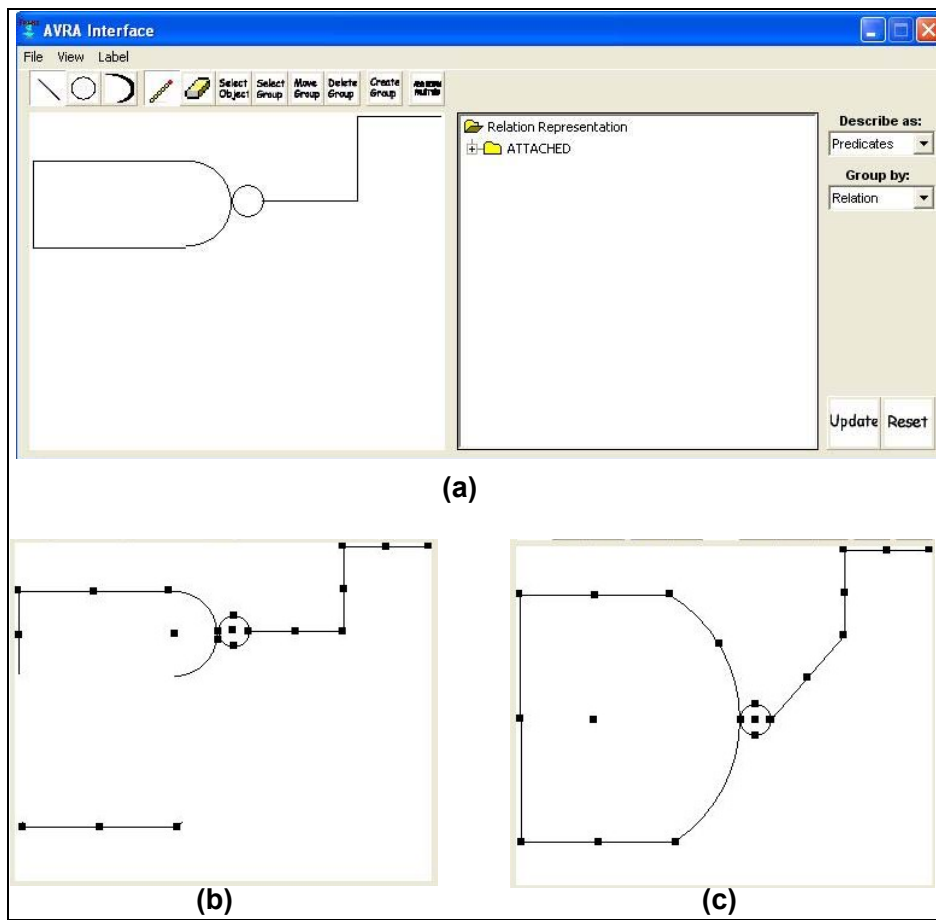 AVRA Interface
File View Label
Select Object Select Group Move Group Delete Group Create Group
Relation Representation
ATTACHED
Describe as:
Predicates
Group by:
Relation
Update Reset
(a)
(b)
(c)